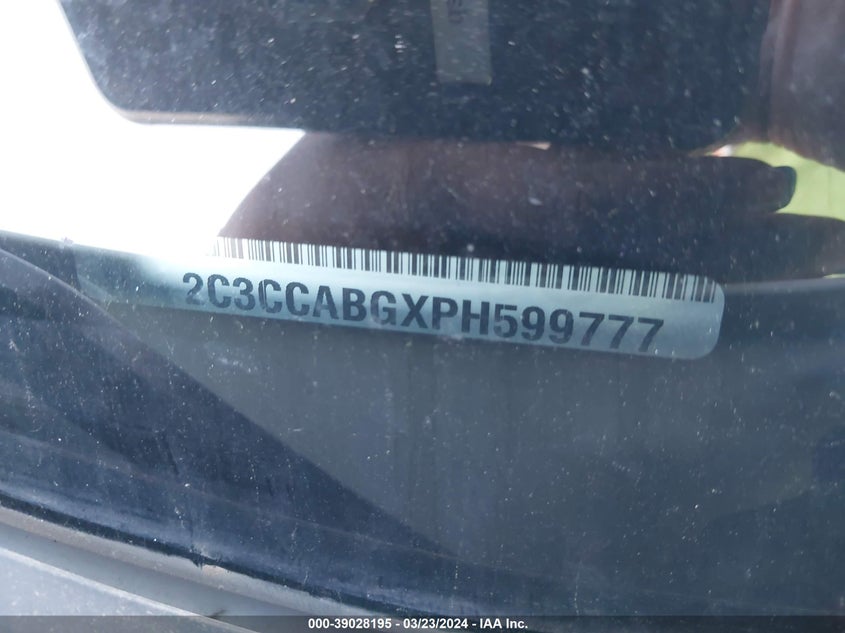 2C3CCABGXPH599777
000-39028195 - 03/23/2024 - IAA Inc.